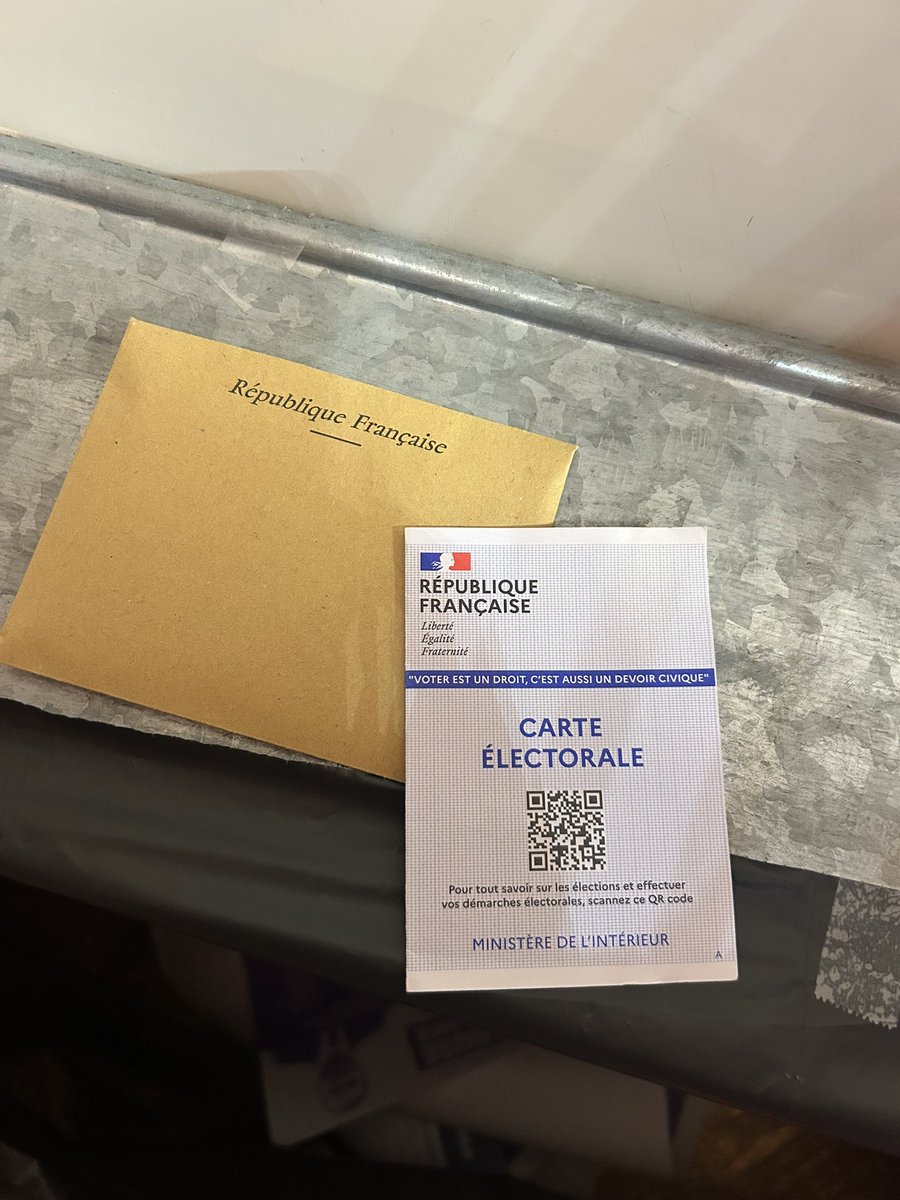 République Française
RÉPUBLIQUE
FRANÇAISE
Liberté
Égalité
Fraternité
"VOTER EST UN DROIT, C'EST AUSSI UN DEVOIR CIVIQUE"
CARTE
ÉLECTORALE
Pour tout savoir sur les élections et effectuer
vos démarches électorales, scannez ce QR code
MINISTÈRE DE L'INTÉRIEUR
A